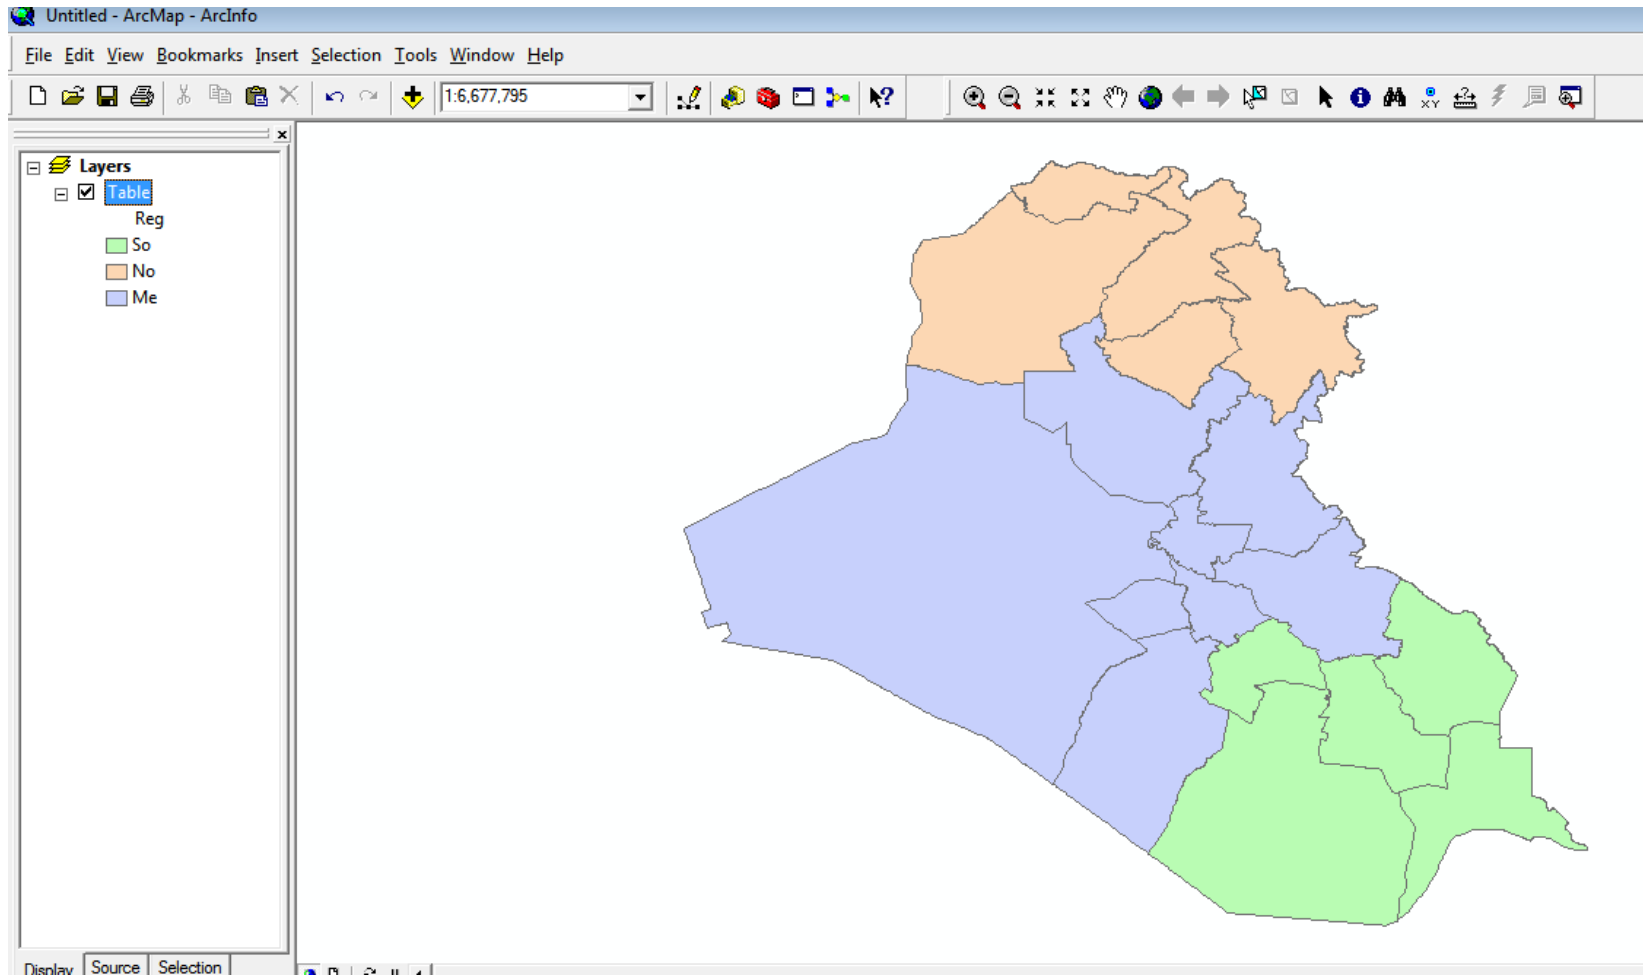 Untitled - ArcMap - ArcInfo
File Edit View Bookmarks Insert Selection Tools Window Help
1:6,677,795
Layers
Table
Reg
So
No
Me
Display Source Selection